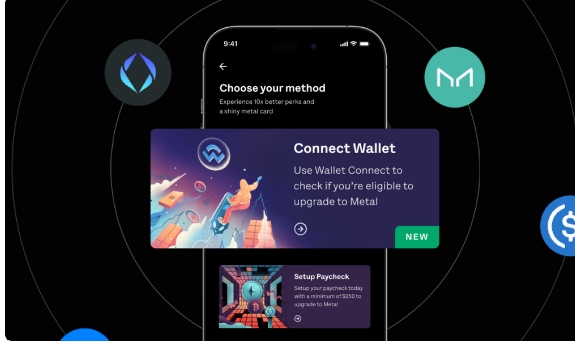 9:41
Choose your method
Experience 10x better perks and
a shiny metal card
Connect Wallet
Use Wallet Connect to
check if you're eligible to
upgrade to Metal
NEW
Setup Paycheck
Setup your paycheck today
with a minimum of $250 to
upgrade to Metal